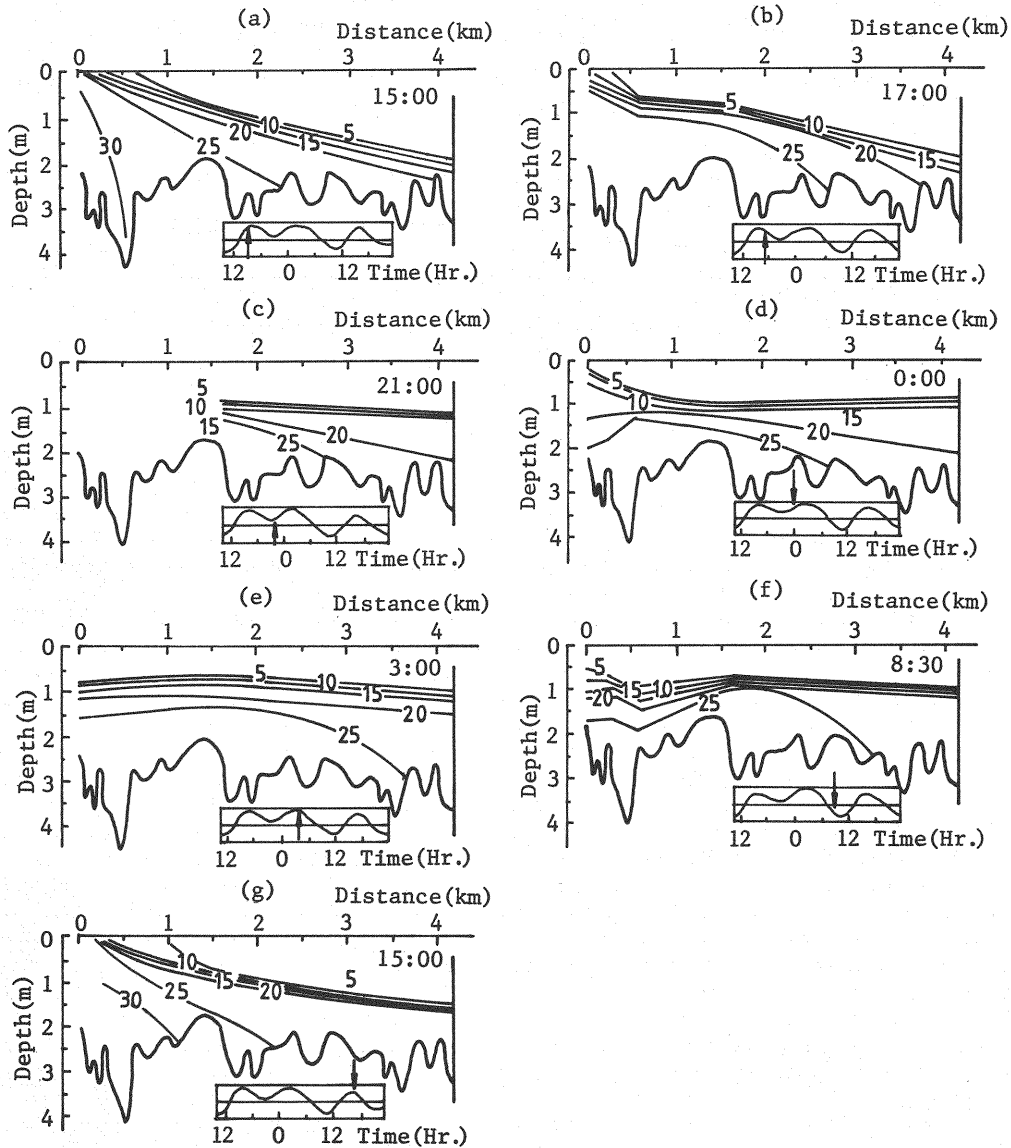 (a)
Distance(km)
0 1 2 3 4
15:00
Depth(m)
0
1
2
3
4
30 25 20 15 10 5
12 0 12 Time(Hr.)
(b)
Distance(km)
0 1 2 3 4
17:00
Depth(m)
0
1
2
3
4
5 10 15 20 25
12 0 12 Time(Hr.)
(c)
Distance(km)
0 1 2 3 4
21:00
Depth(m)
0
1
2
3
4
5
10
15
20
25
12 0 12 Time(Hr.)
(d)
Distance(km)
0 1 2 3 4
0:00
Depth(m)
0
1
2
3
4
5 10 15 20 25
12 0 12 Time(Hr.)
(e)
Distance(km)
0 1 2 3 4
3:00
Depth(m)
0
1
2
3
4
5 10 15 20 25
12 0 12 Time(Hr.)
(f)
Distance(km)
0 1 2 3 4
8:30
Depth(m)
0
1
2
3
4
5 20 15 10 25
12 0 12 Time(Hr.)
(g)
Distance(km)
0 1 2 3 4
15:00
Depth(m)
0
1
2
3
4
30 25 10 15 20 5
12 0 12 Time(Hr.)